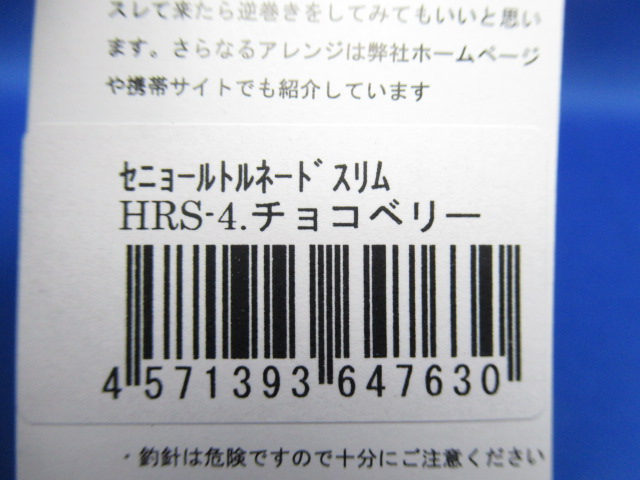 スレて来たら逆巻きをしてみてもいいと思い
ます。さらなるアレンジは弊社ホームページ
や携帯サイトでも紹介しています
ｾﾆｮｰﾙﾄﾙﾈｰﾄﾞ ｽﾘﾑ
HRS-4.チョコベリー
4 571393 647630
・釣針は危険ですので十分にご注意ください